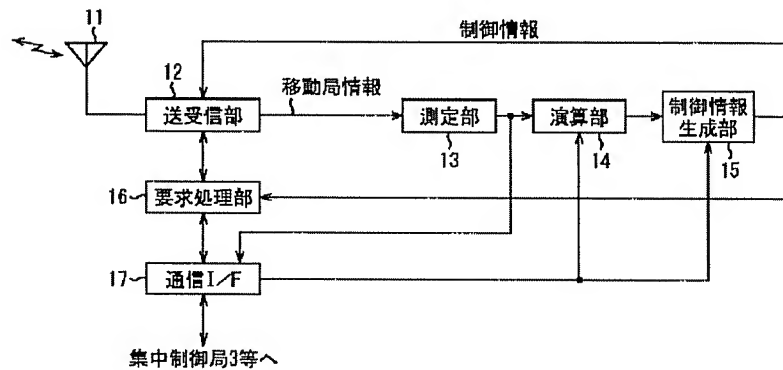 11
制御情報
12
送受信部
移動局情報
測定部
13
演算部
14
制御情報
生成部
15
16
要求処理部
17
通信I/F
集中制御局3等へ